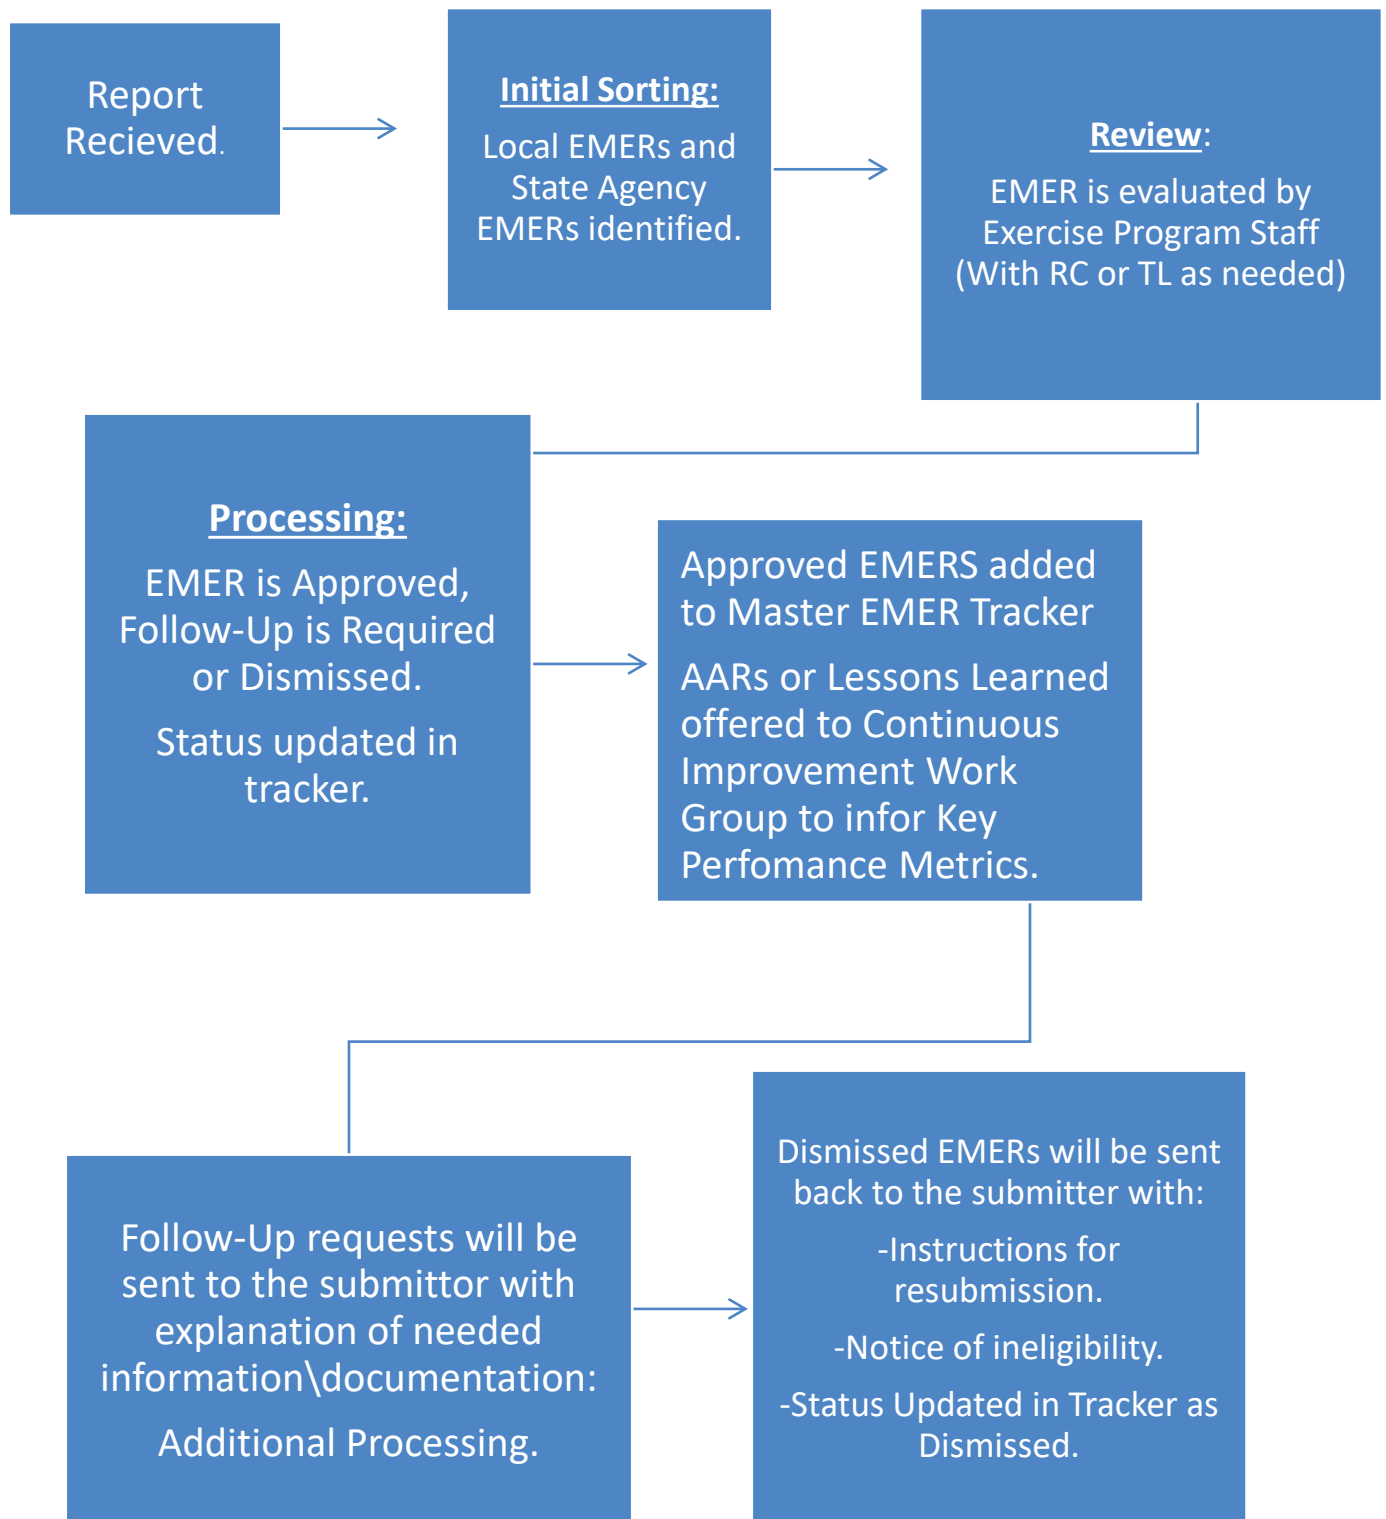 Report
Recieved.
Initial Sorting:
Local EMERs and
State Agency
EMERs identified.
Review:
EMER is evaluated by
Exercise Program Staff
(With RC or TL as needed)
Processing:
EMER is Approved,
Follow-Up is Required
or Dismissed.
Status updated in
tracker.
Approved EMERS added
to Master EMER Tracker
AARs or Lessons Learned
offered to Continuous
Improvement Work
Group to infor Key
Perfomance Metrics.
Follow-Up requests will be
sent to the submittor with
explanation of needed
information\documentation:
Additional Processing.
Dismissed EMERs will be sent
back to the submitter with:
-Instructions for
resubmission.
-Notice of ineligibility.
-Status Updated in Tracker as
Dismissed.